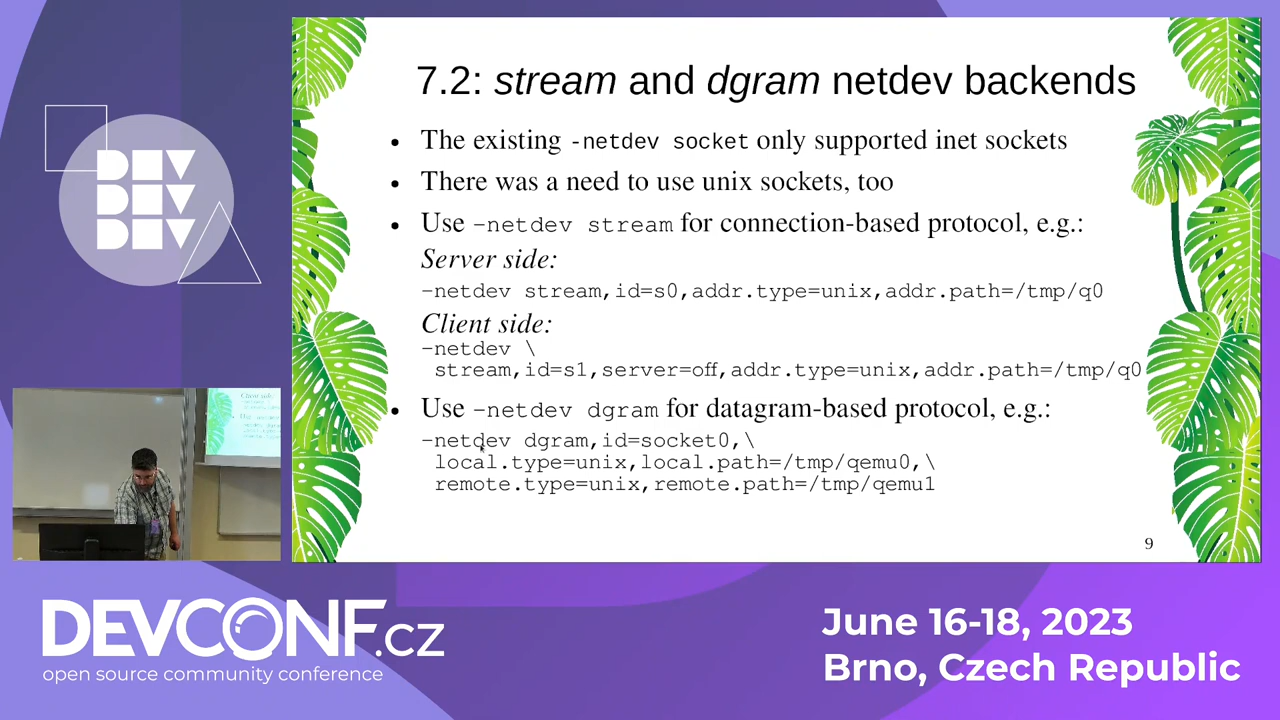 7.2: stream and dgram netdev backends
• The existing -netdev socket only supported inet sockets
• There was a need to use unix sockets, too
• Use -netdev stream for connection-based protocol, e.g.:
Server side:
-netdev stream,id=s0,addr.type=unix,addr.path=/tmp/q0
Client side:
-netdev \
stream,id=s1,server=off,addr.type=unix,addr.path=/tmp/q0
• Use -netdev dgram for datagram-based protocol, e.g.:
-netdev dgram,id=socket0,\
local.type=unix,local.path=/tmp/qemu0,\
remote.type=unix,remote.path=/tmp/qemu1
9
DEV
DEV
DEV
Client side:
DEVCONF.cz
open source community conference
June 16-18, 2023
Brno, Czech Republic